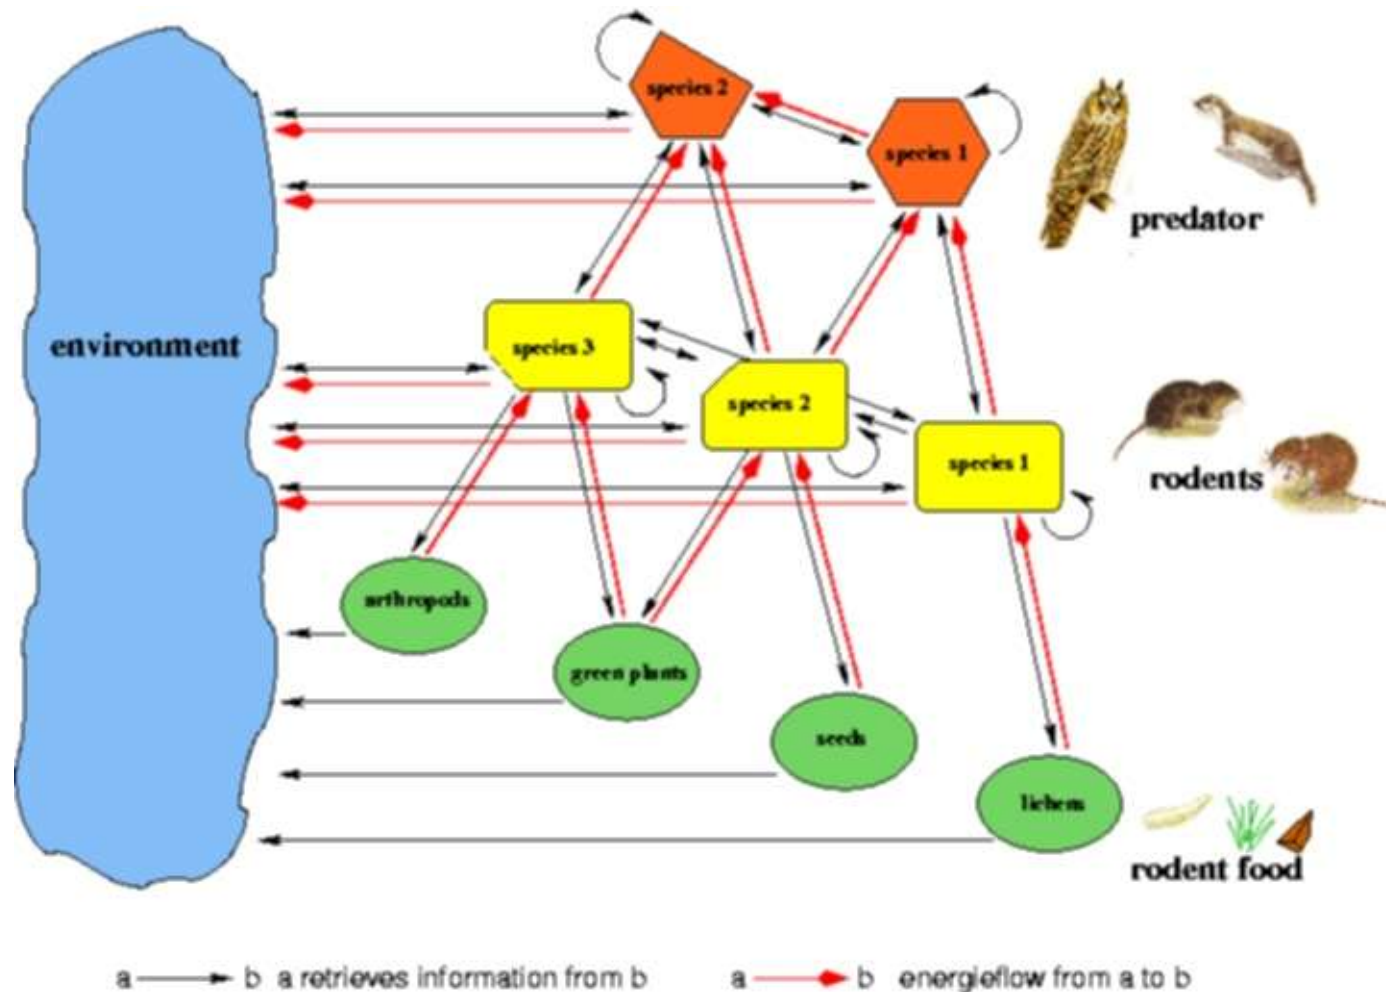 species 2
species 1
predator
environment
species 3
species 2
species 1
rodents
arthropods
green plants
seeds
lichens
rodent food
a b a retrieves information from b
a b energieflow from a to b